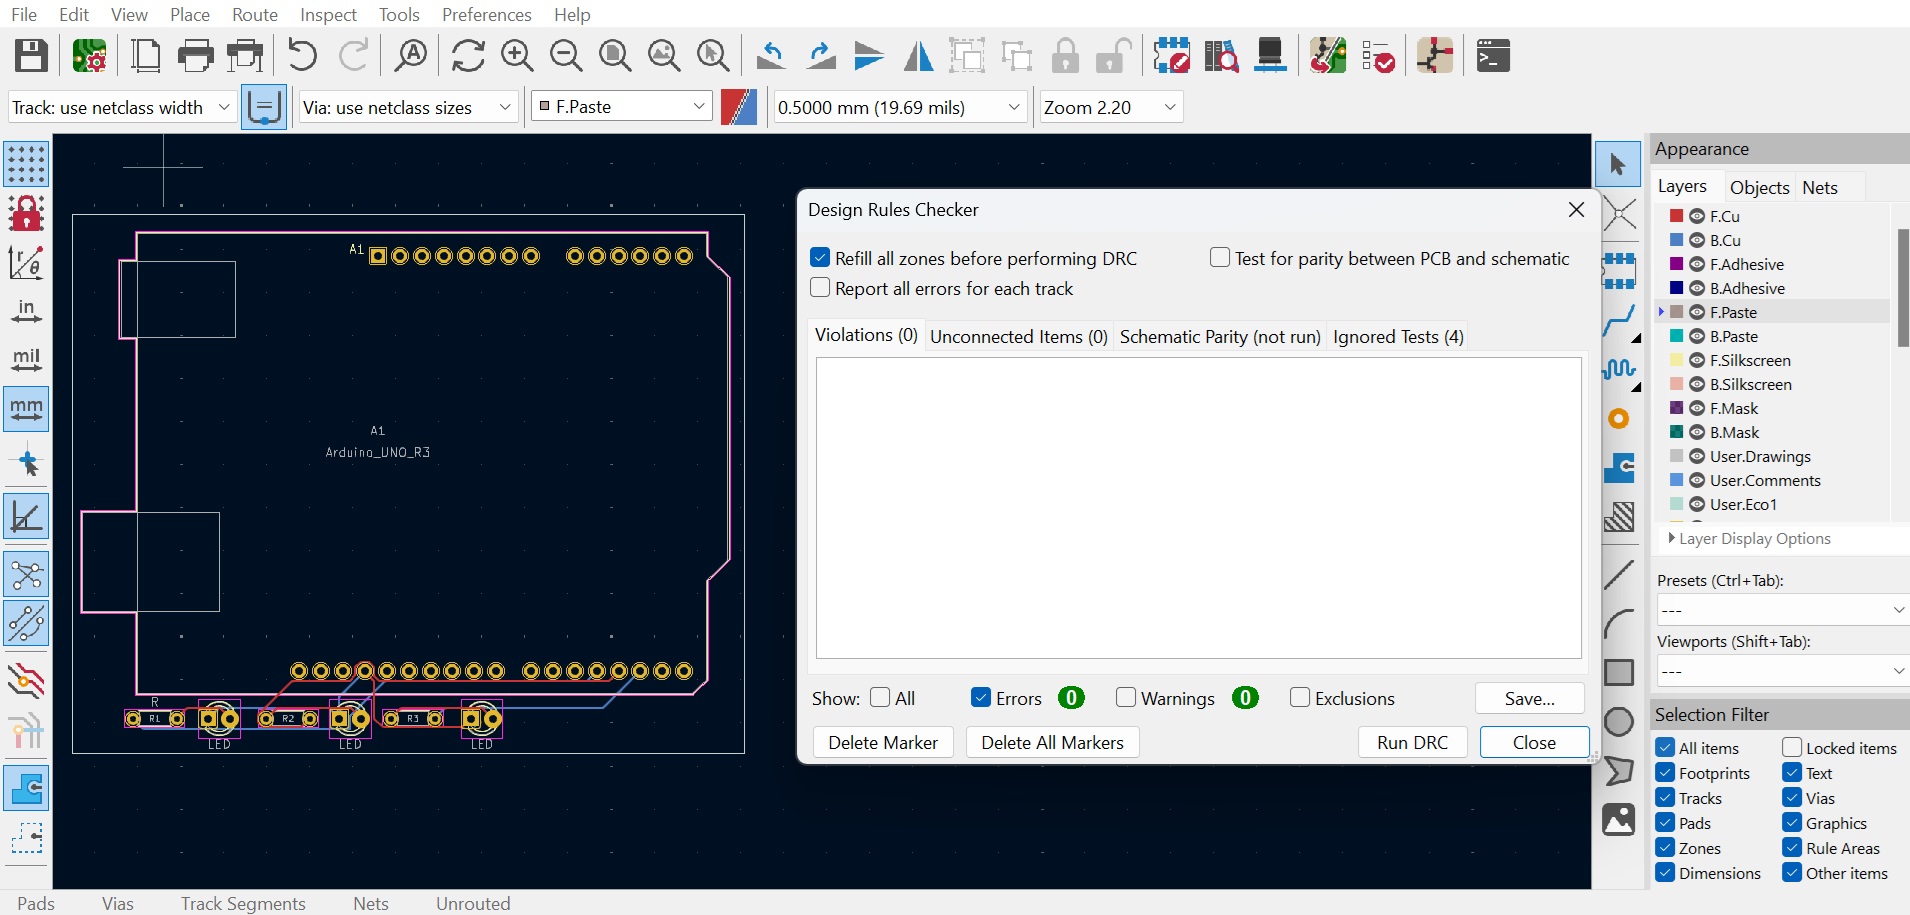 File Edit View Place Route Inspect Tools Preferences Help
Track: use netclass width Via: use netclass sizes F.Paste 0.5000 mm (19.69 mils) Zoom 2.20
Appearance
Layers Objects Nets
F.Cu
B.Cu
F.Adhesive
B.Adhesive
F.Paste
B.Paste
F.Silkscreen
B.Silkscreen
F.Mask
B.Mask
User.Drawings
User.Comments
User.Eco1
Layer Display Options
Presets (Ctrl+Tab):
---
Viewports (Shift+Tab):
---
Selection Filter
All items Locked items
Footprints Text
Tracks Vias
Pads Graphics
Zones Rule Areas
Dimensions Other items
Design Rules Checker
Refill all zones before performing DRC Test for parity between PCB and schematic
Report all errors for each track
Violations (0) Unconnected Items (0) Schematic Parity (not run) Ignored Tests (4)
Show: All Errors 0 Warnings 0 Exclusions Save...
Delete Marker Delete All Markers Run DRC Close
in
mil
mm
A1
A1
Arduino_UNO_R3
R
R1 R2 R3
LED LED LED
Pads Vias Track Segments Nets Unrouted